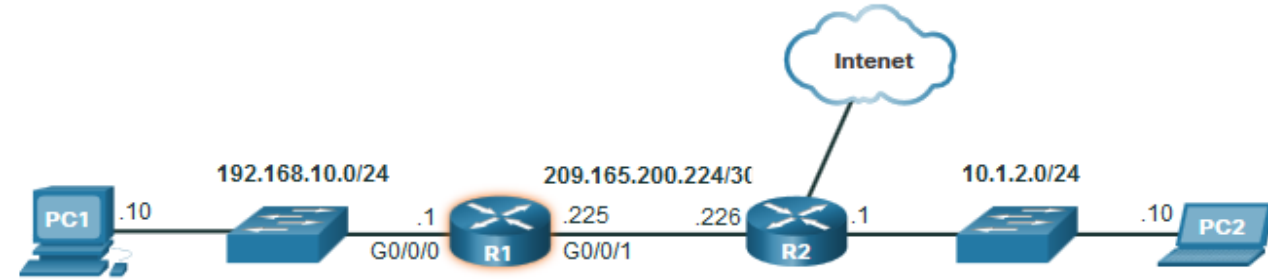 Intenet
192.168.10.0/24
209.165.200.224/30
10.1.2.0/24
PC1
.10
.1
G0/0/0
R1
.225
G0/0/1
.226
R2
.1
.10
PC2